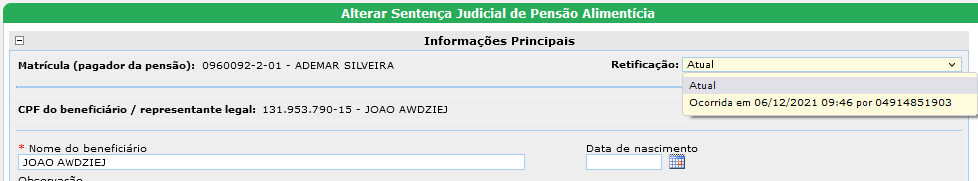 Alterar Sentença Judicial de Pensão Alimentícia
Informações Principais
Matrícula (pagador da pensão): 0960092-2-01 - ADEMAR SILVEIRA
Retificação: Atual
Atual
Ocorrida em 06/12/2021 09:46 por 04914851903
CPF do beneficiário / representante legal: 131.953.790-15 - JOAO AWDZIEJ
* Nome do beneficiário
JOAO AWDZIEJ
Data de nascimento
Observação